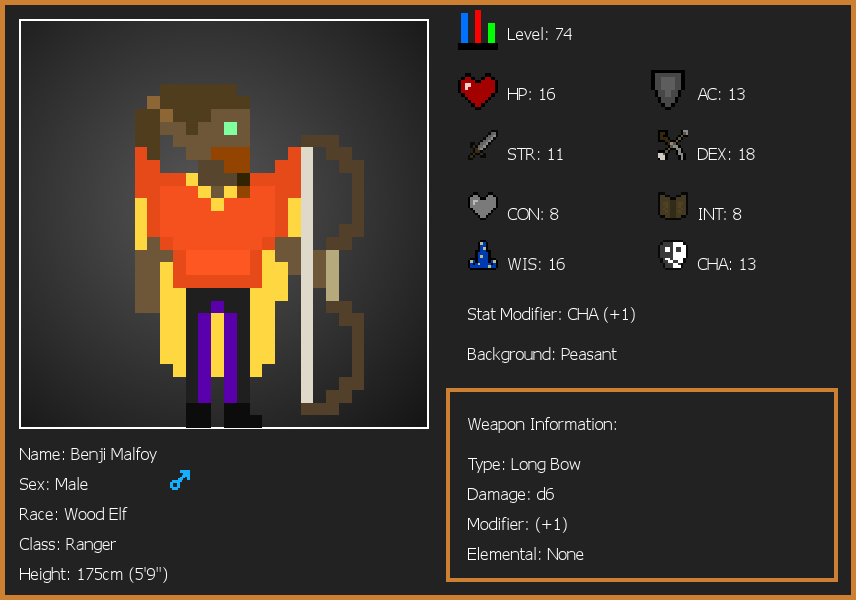 Level: 74
HP: 16
AC: 13
STR: 11
DEX: 18
CON: 8
INT: 8
WIS: 16
CHA: 13
Stat Modifier: CHA (+1)
Background: Peasant
Weapon Information:
Type: Long Bow
Damage: d6
Modifier: (+1)
Elemental: None
Name: Benji Malfoy
Sex: Male
Race: Wood Elf
Class: Ranger
Height: 175cm (5'9")